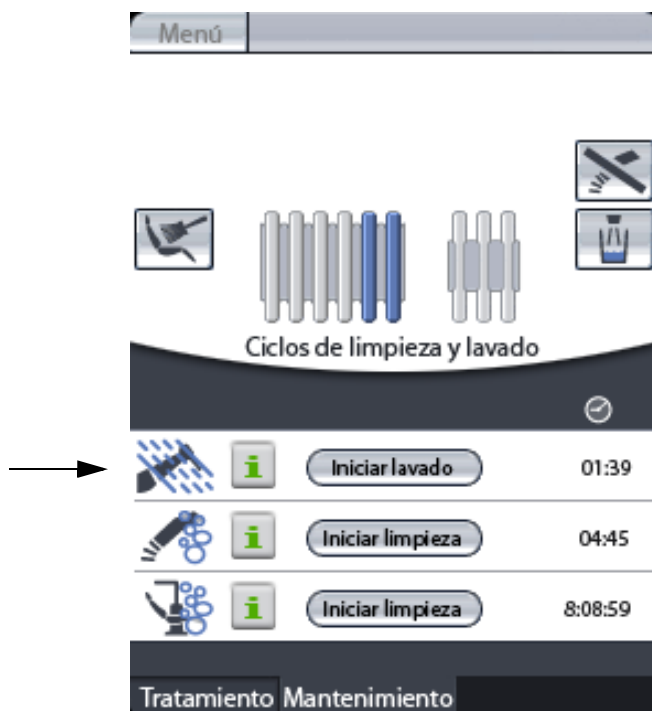 Menú
Ciclos de limpieza y lavado
i Iniciar lavado 01:39
i Iniciar limpieza 04:45
i Iniciar limpieza 8:08:59
Tratamiento Mantenimiento